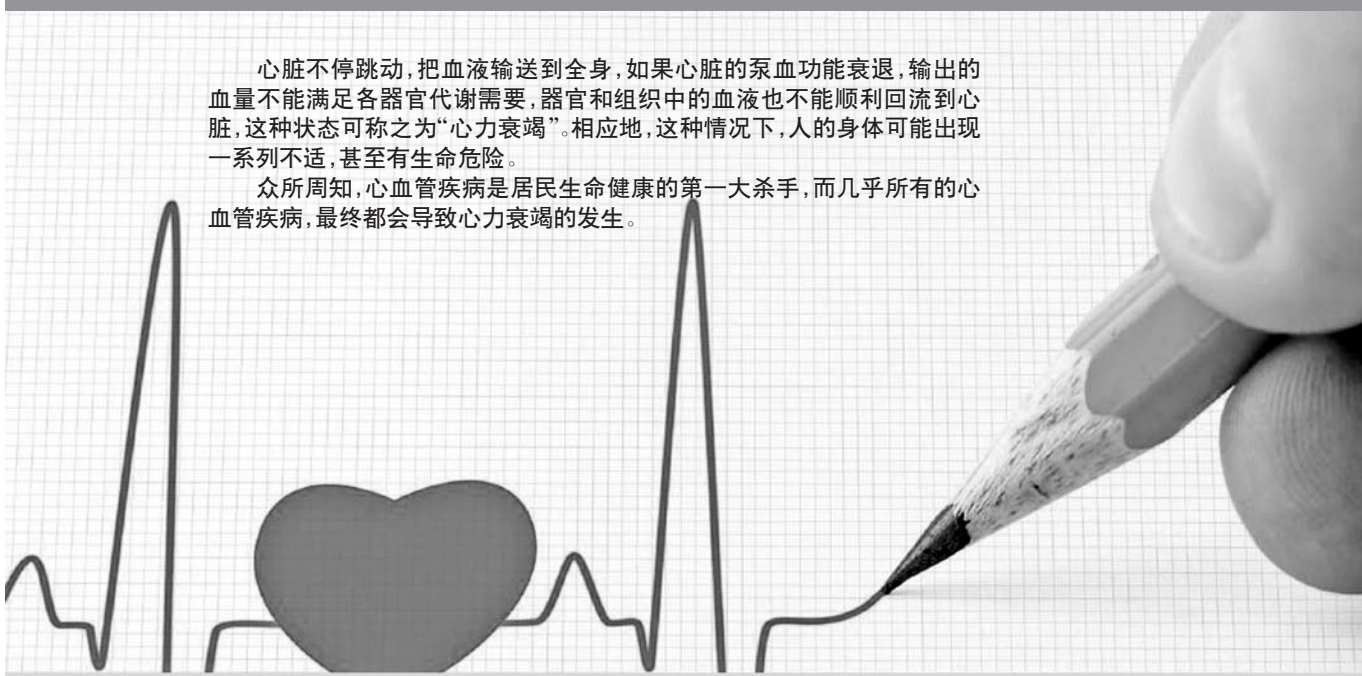 心脏不停跳动,把血液输送到全身,如果心脏的泵血功能衰退,输出的
血量不能满足各器官代谢需要,器官和组织中的血液也不能顺利回流到心
脏,这种状态可称之为“心力衰竭”。相应地,这种情况下,人的身体可能出现
一系列不适,甚至有生命危险。
众所周知,心血管疾病是居民生命健康的第一大杀手,而几乎所有的心
血管疾病,最终都会导致心力衰竭的发生。